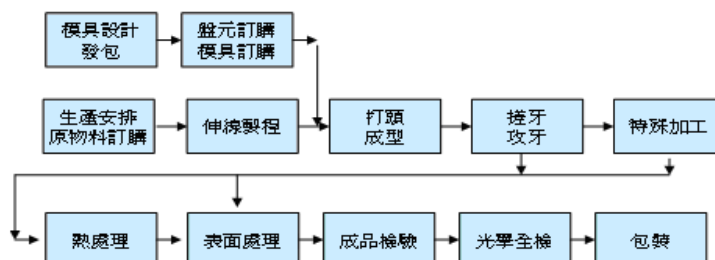 模具設計
發包
盤元訂購
模具訂購
生產安排
原物料訂購
伸線製程
打頭
成型
搓牙
攻牙
特殊加工
熱處理
表面處理
成品檢驗
光學全檢
包裝